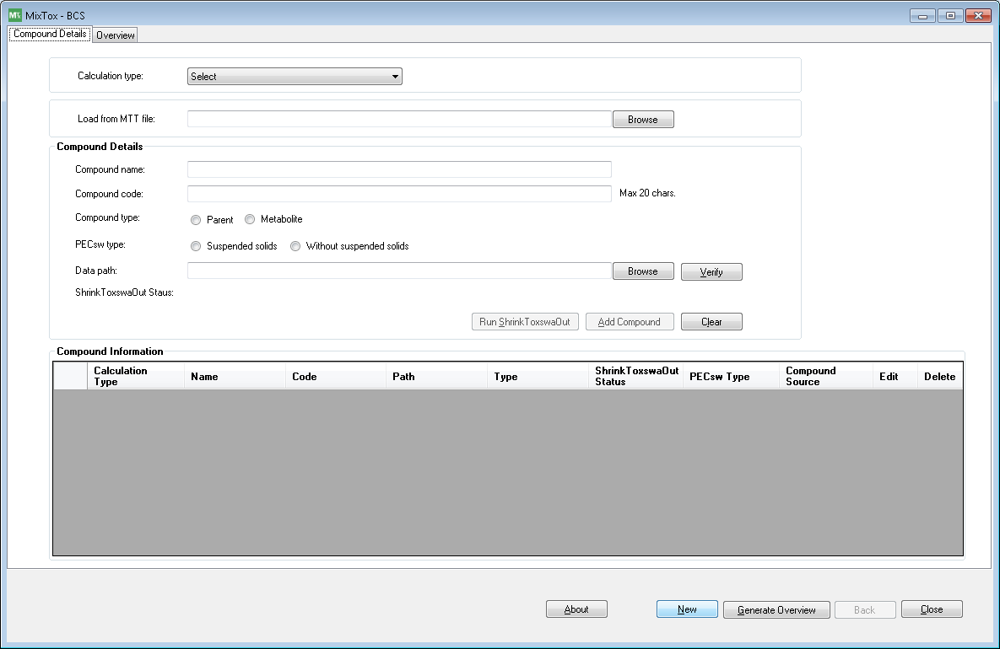 MixTox - BCS
Compound Details Overview
Calculation type: Select
Load from MTT file: Browse
Compound Details
Compound name:
Compound code: Max 20 chars.
Compound type: Parent Metabolite
PECsw type: Suspended solids Without suspended solids
Data path: Browse Verify
ShrinkToxswaOut Staus:
Run ShrinkToxswaOut Add Compound Clear
Compound Information
Calculation Type Name Code Path Type ShrinkToxswaOut Status PECsw Type Compound Source Edit Delete
About New Generate Overview Back Close